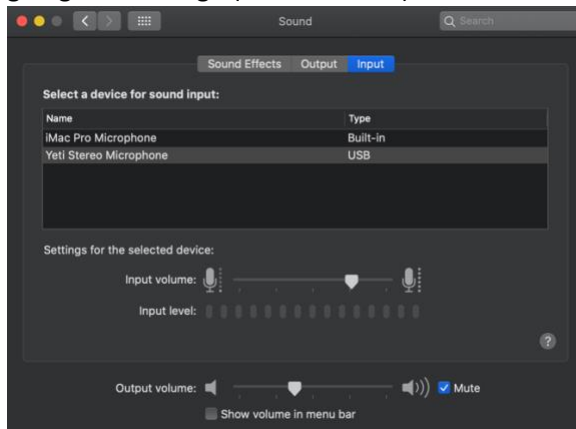 Sound
Search
Sound Effects Output Input
Select a device for sound input:
Name Type
iMac Pro Microphone Built-in
Yeti Stereo Microphone USB
Settings for the selected device:
Input volume:
Input level:
?
Output volume: Mute
Show volume in menu bar